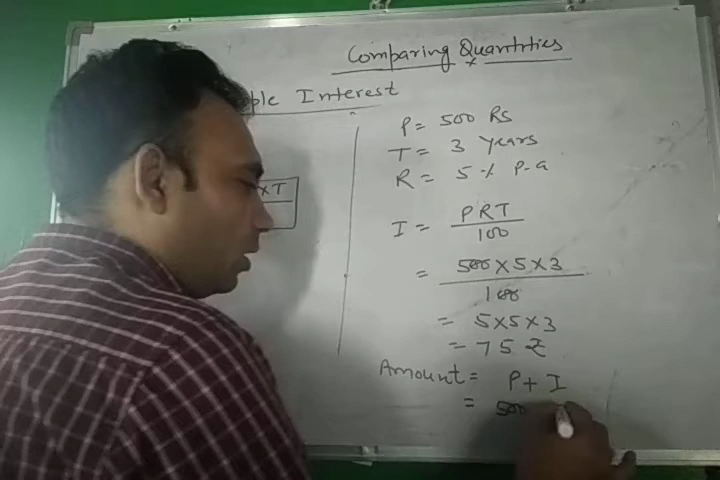 Comparing Quantities
ple Interest
×T
P = 500 Rs
T = 3 Years
R = 5 % P-a
I = PRT
100
= 500 × 5 × 3
100
= 5×5×3
= 75 ₹
Amount = P + I
= 500